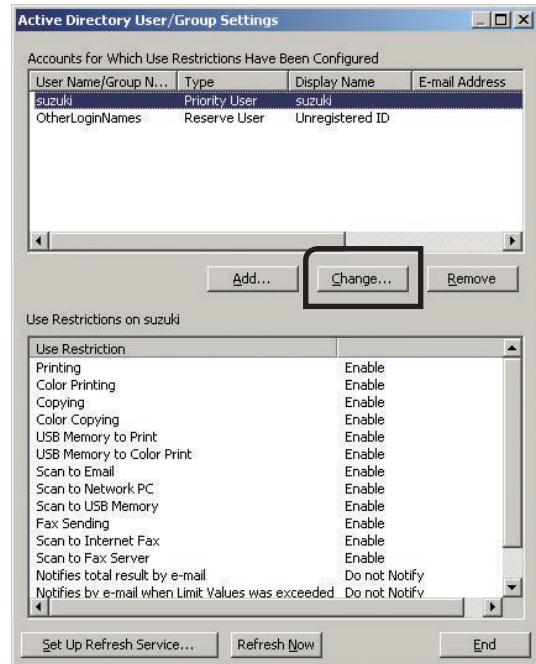 Active Directory User/Group Settings
Accounts for Which Use Restrictions Have Been Configured
User Name/Group N... Type Display Name E-mail Address
suzuki Priority User suzuki
OtherLoginNames Reserve User Unregistered ID
Add... Change... Remove
Use Restrictions on suzuki
Use Restriction
Printing Enable
Color Printing Enable
Copying Enable
Color Copying Enable
USB Memory to Print Enable
USB Memory to Color Print Enable
Scan to Email Enable
Scan to Network PC Enable
Scan to USB Memory Enable
Fax Sending Enable
Scan to Internet Fax Enable
Scan to Fax Server Enable
Notifies total result by e-mail Do not Notify
Notifies by e-mail when Limit Values was exceeded Do not Notify
Set Up Refresh Service... Refresh Now End